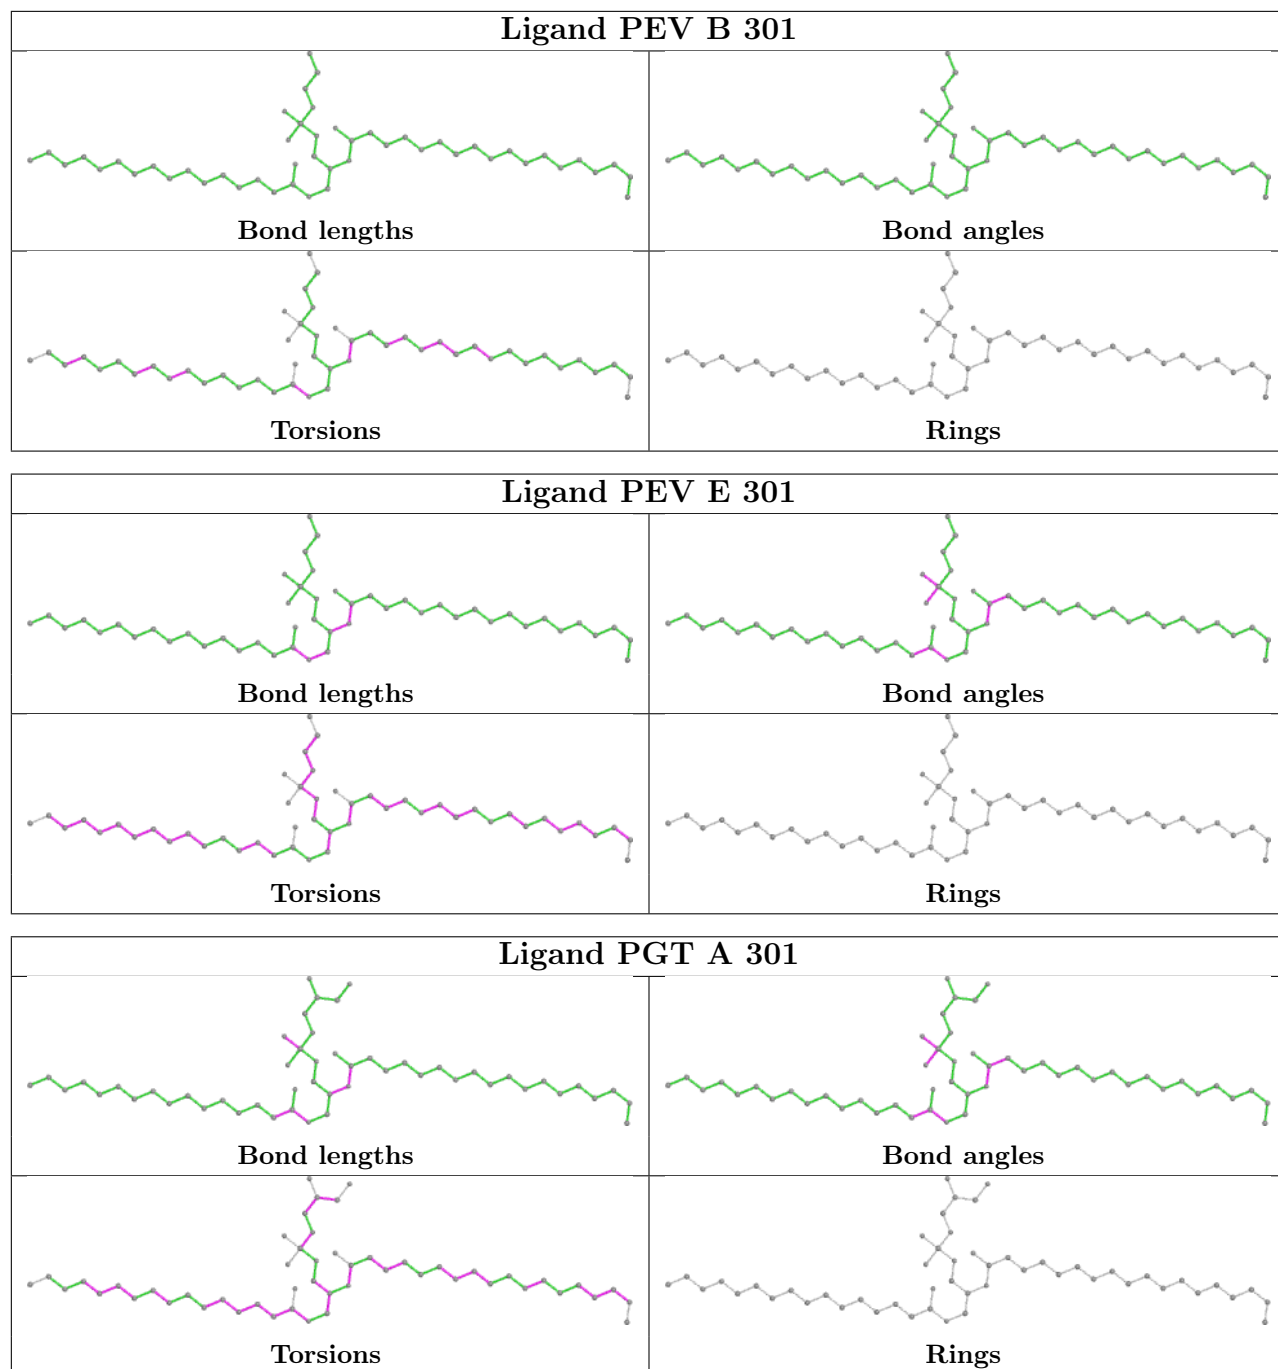 Ligand PEV B 301
Bond lengths Bond angles
Torsions Rings
Ligand PEV E 301
Bond lengths Bond angles
Torsions Rings
Ligand PGT A 301
Bond lengths Bond angles
Torsions Rings